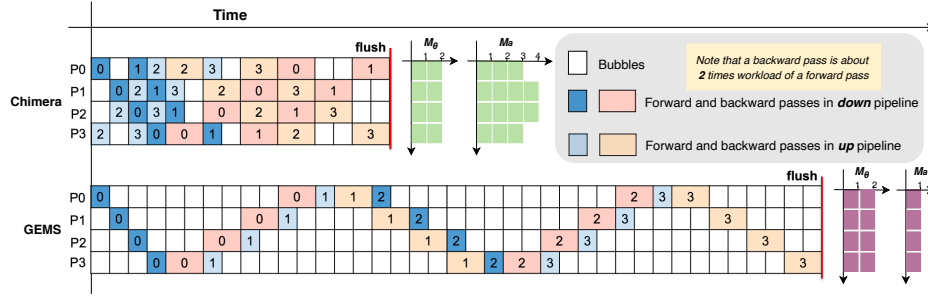 Time
flush
Mθ
1 2
Ma
1 2 3 4
Bubbles
Note that a backward pass is about
2 times workload of a forward pass
Forward and backward passes in down pipeline
Forward and backward passes in up pipeline
Chimera
P0 0 1 2 2 3 3 0 1
P1 0 2 1 3 2 0 3 1
P2 2 0 3 1 0 2 1 3
P3 2 3 0 0 1 1 2 3
flush
Mθ
1 2
Ma
1
GEMS
P0 0 0 1 1 2 2 3 3
P1 0 0 1 1 2 2 3 3
P2 0 0 1 1 2 2 3 3
P3 0 0 1 1 2 2 3 3